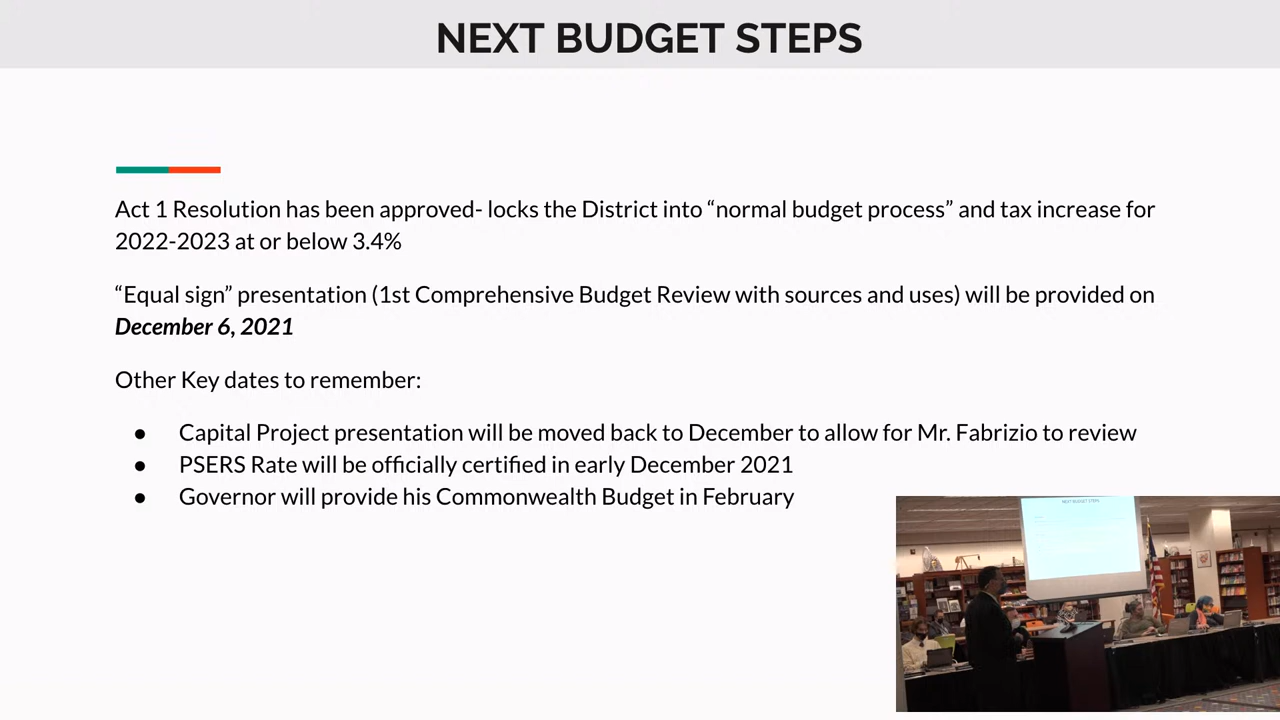 NEXT BUDGET STEPS
Act 1 Resolution has been approved- locks the District into “normal budget process” and tax increase for
2022-2023 at or below 3.4%
“Equal sign” presentation (1st Comprehensive Budget Review with sources and uses) will be provided on
December 6, 2021
Other Key dates to remember:
● Capital Project presentation will be moved back to December to allow for Mr. Fabrizio to review
● PSERS Rate will be officially certified in early December 2021
● Governor will provide his Commonwealth Budget in February
NEXT BUDGET STEPS